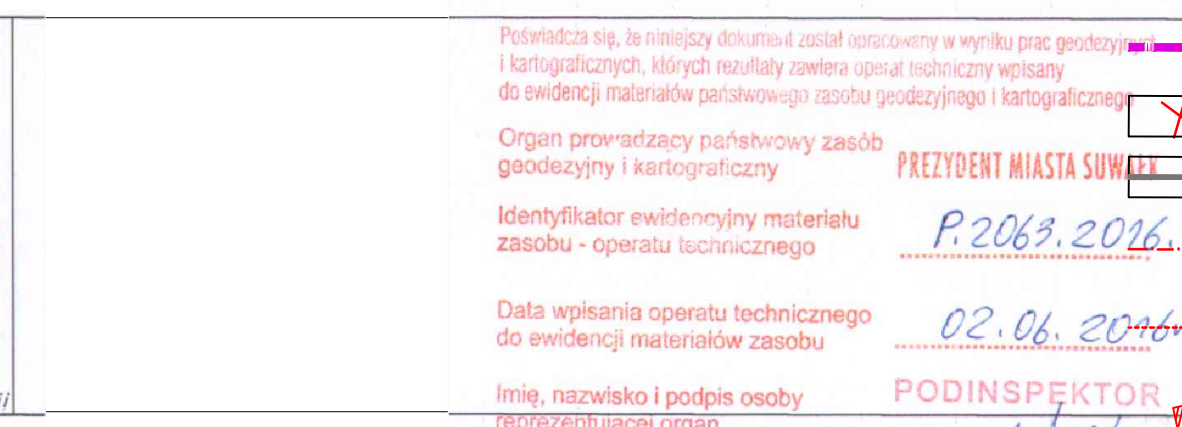 Poświadcza się, że niniejszy dokument został opracowany w wyniku prac geodezyjnych
i kartograficznych, których rezultaty zawiera operat techniczny wpisany
do ewidencji materiałów państwowego zasobu geodezyjnego i kartograficznego
Organ prowadzący państwowy zasób
geodezyjny i kartograficzny
PREZYDENT MIASTA SUWAŁK
Identyfikator ewidencyjny materiału
zasobu - operatu technicznego
P.2063.2016.
Data wpisania operatu technicznego
do ewidencji materiałów zasobu
02.06.2016
Imię, nazwisko i podpis osoby
reprezentującej organ
PODINSPEKTOR